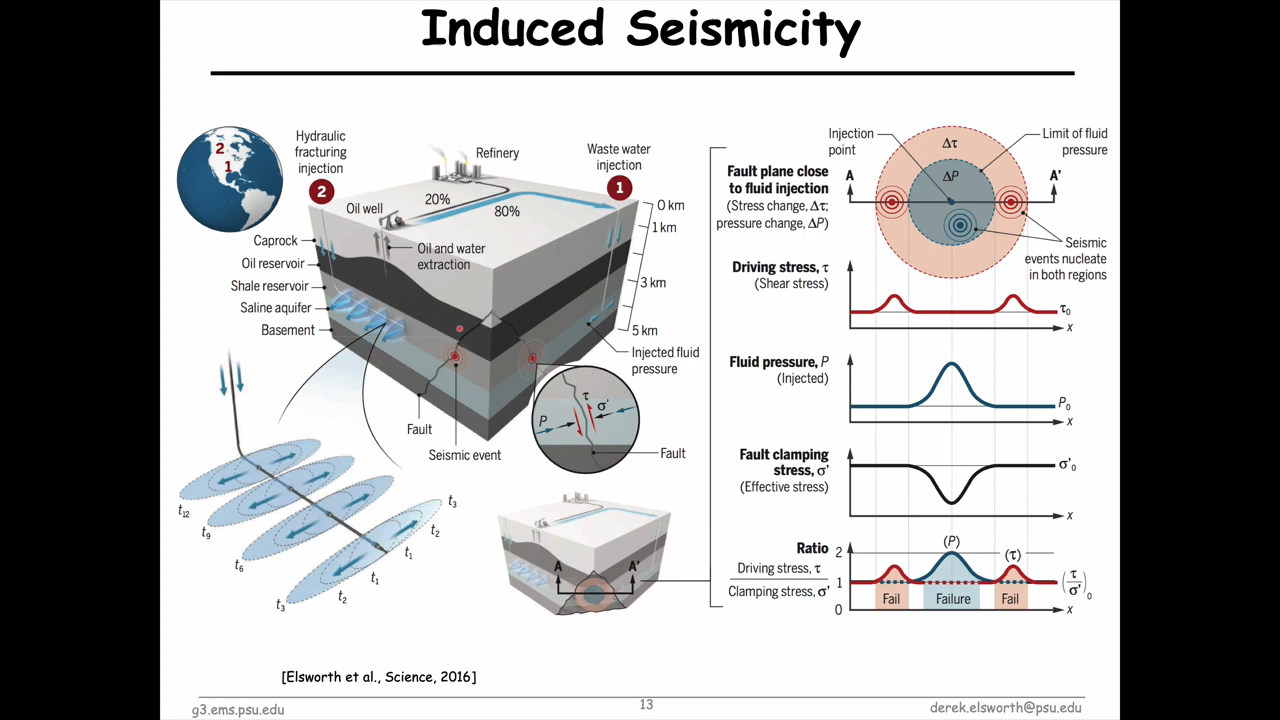 Induced Seismicity
2
1
Hydraulic
fracturing
injection
2
Refinery
Waste water
injection
1
Oil well
20%
80%
0 km
1 km
3 km
5 km
Caprock
Oil reservoir
Shale reservoir
Saline aquifer
Basement
Oil and water
extraction
Injected fluid
pressure
Fault
Seismic event
P
τ
σ'
Fault
t12
t9
t6
t3
t2
t1
t1
t2
t3
A
A'
Fault plane close
to fluid injection
(Stress change, Δτ;
pressure change, ΔP)
Injection
point
Limit of fluid
pressure
Δτ
ΔP
A
A'
Seismic
events nucleate
in both regions
Driving stress, τ
(Shear stress)
τ0
x
Fluid pressure, P
(Injected)
P0
x
Fault clamping
stress, σ'
(Effective stress)
σ'0
x
Ratio
Driving stress, τ
Clamping stress, σ'
2
1
0
(P)
(τ)
Fail
Failure
Fail
(τ/σ')0
x
[Elsworth et al., Science, 2016]
g3.ems.psu.edu
13
derek.elsworth@psu.edu